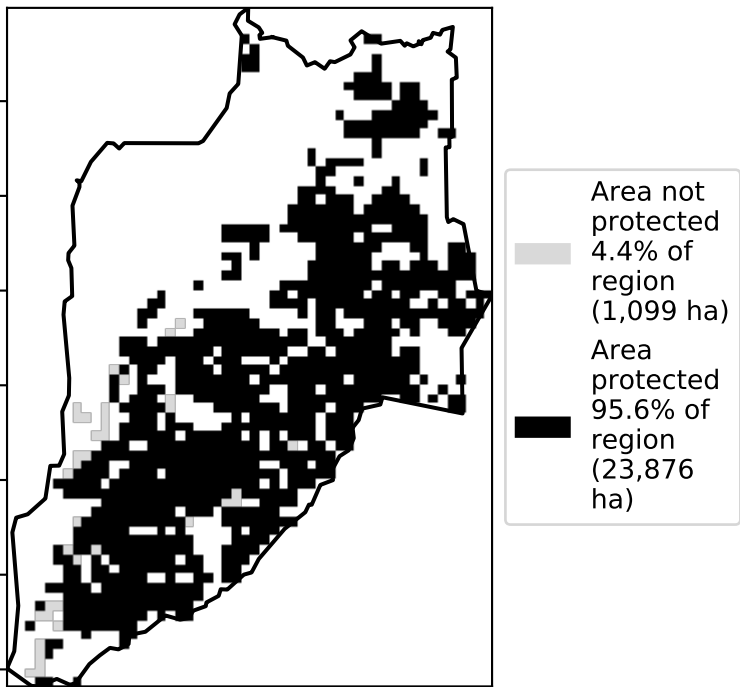 Area not
protected
4.4% of
region
(1,099 ha)
Area
protected
95.6% of
region
(23,876
ha)